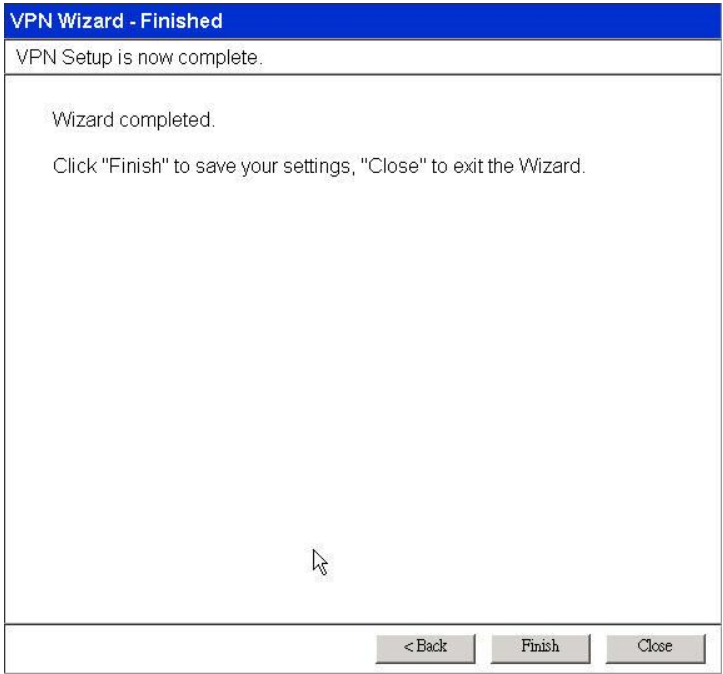 VPN Wizard - Finished
VPN Setup is now complete.
Wizard completed.
Click "Finish" to save your settings, "Close" to exit the Wizard.
< Back Finish Close